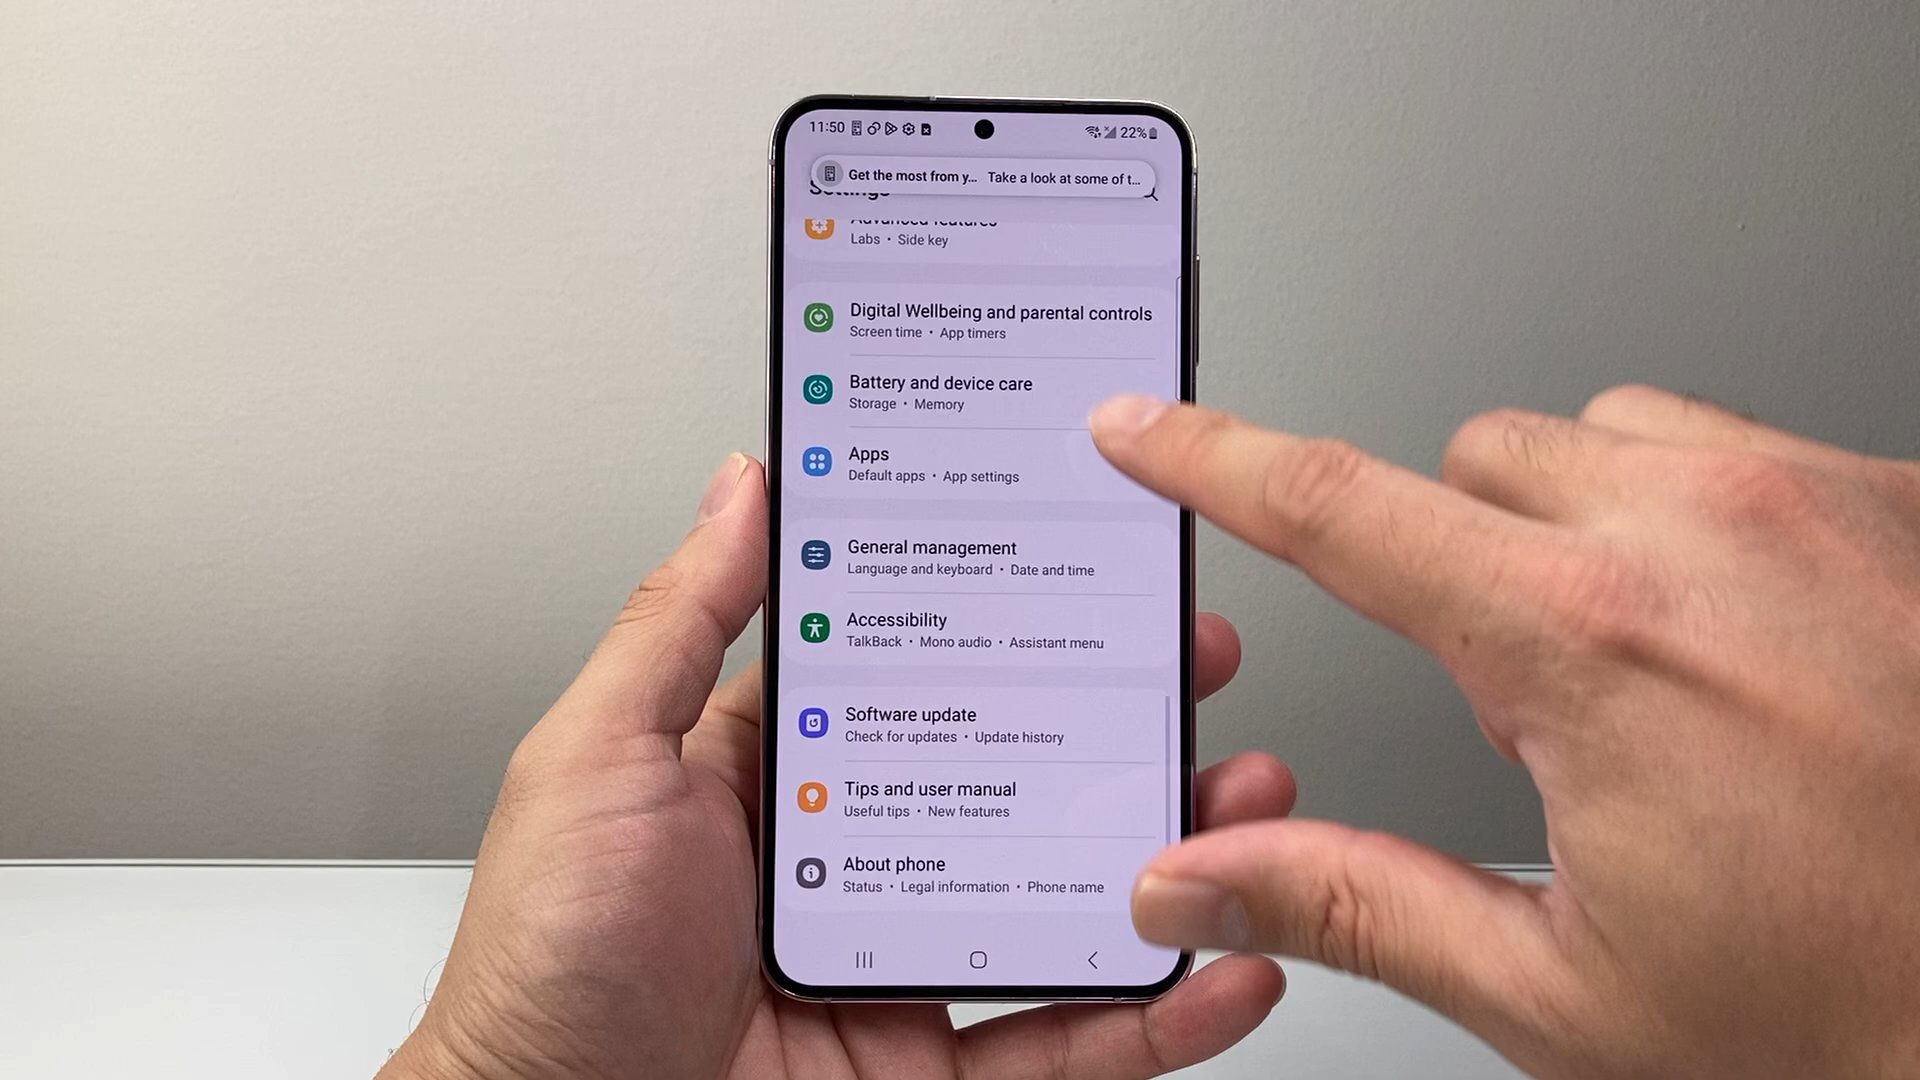 11:50 22%
Get the most from y... Take a look at some of t...
Settings
Advanced features
Labs • Side key
Digital Wellbeing and parental controls
Screen time • App timers
Battery and device care
Storage • Memory
Apps
Default apps • App settings
General management
Language and keyboard • Date and time
Accessibility
TalkBack • Mono audio • Assistant menu
Software update
Check for updates • Update history
Tips and user manual
Useful tips • New features
About phone
Status • Legal information • Phone name